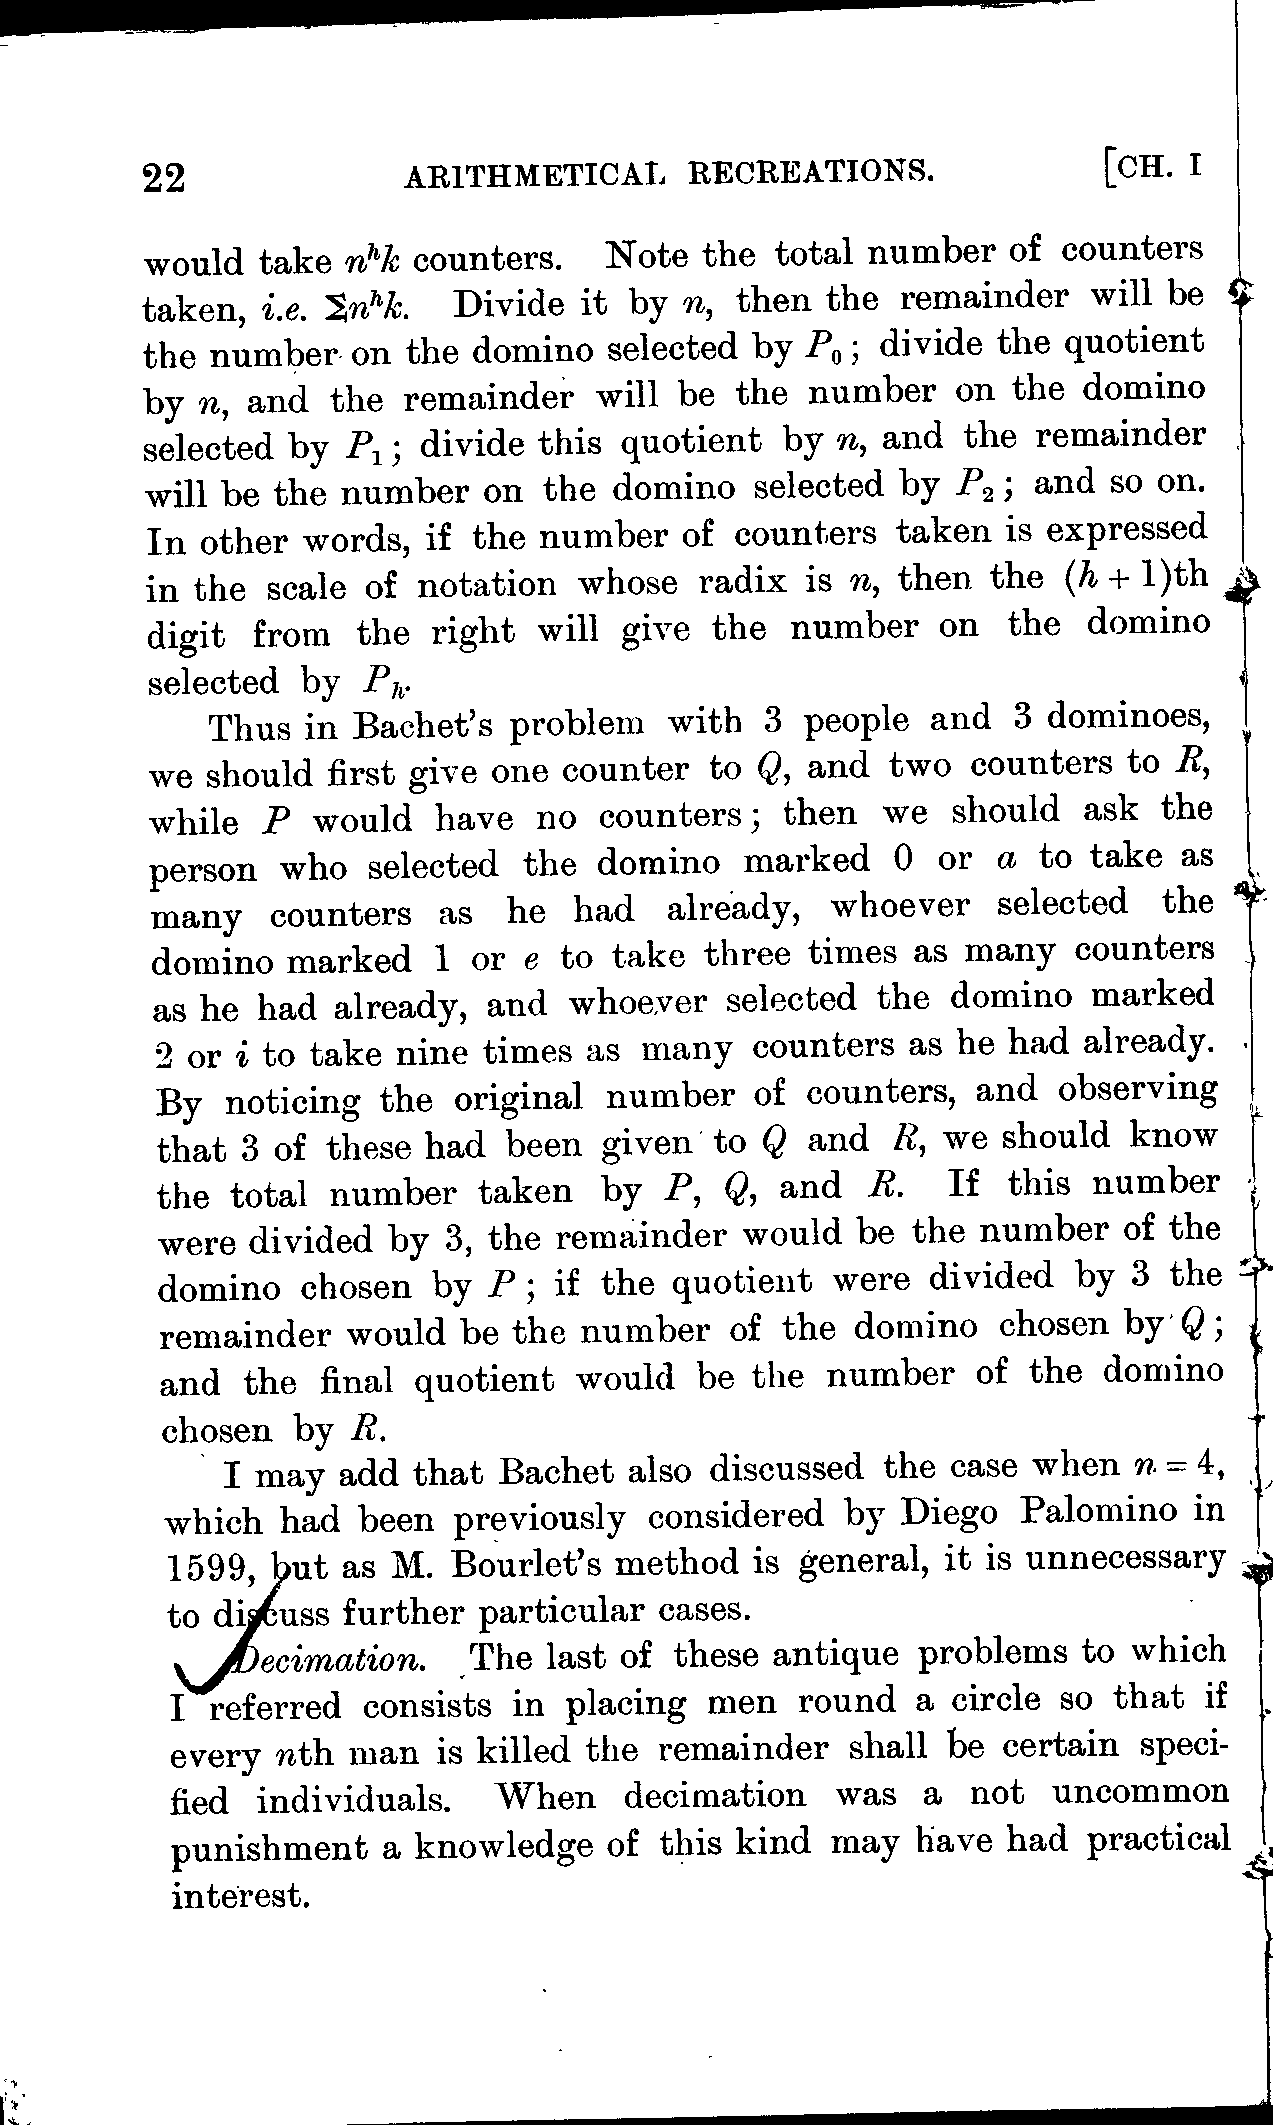 22 ARITHMETICAL RECREATIONS. [CH. I
would take nʰk counters. Note the total number of counters
taken, i.e. Σnʰk. Divide it by n, then the remainder will be
the number on the domino selected by P₀; divide the quotient
by n, and the remainder will be the number on the domino
selected by P₁; divide this quotient by n, and the remainder
will be the number on the domino selected by P₂; and so on.
In other words, if the number of counters taken is expressed
in the scale of notation whose radix is n, then the (h + 1)th
digit from the right will give the number on the domino
selected by Pₕ.
Thus in Bachet's problem with 3 people and 3 dominoes,
we should first give one counter to Q, and two counters to R,
while P would have no counters; then we should ask the
person who selected the domino marked 0 or a to take as
many counters as he had already, whoever selected the
domino marked 1 or e to take three times as many counters
as he had already, and whoever selected the domino marked
2 or i to take nine times as many counters as he had already.
By noticing the original number of counters, and observing
that 3 of these had been given to Q and R, we should know
the total number taken by P, Q, and R. If this number
were divided by 3, the remainder would be the number of the
domino chosen by P; if the quotient were divided by 3 the
remainder would be the number of the domino chosen by Q;
and the final quotient would be the number of the domino
chosen by R.
I may add that Bachet also discussed the case when n = 4,
which had been previously considered by Diego Palomino in
1599, but as M. Bourlet's method is general, it is unnecessary
to discuss further particular cases.
Decimation. The last of these antique problems to which
I referred consists in placing men round a circle so that if
every nth man is killed the remainder shall be certain speci-
fied individuals. When decimation was a not uncommon
punishment a knowledge of this kind may have had practical
interest.